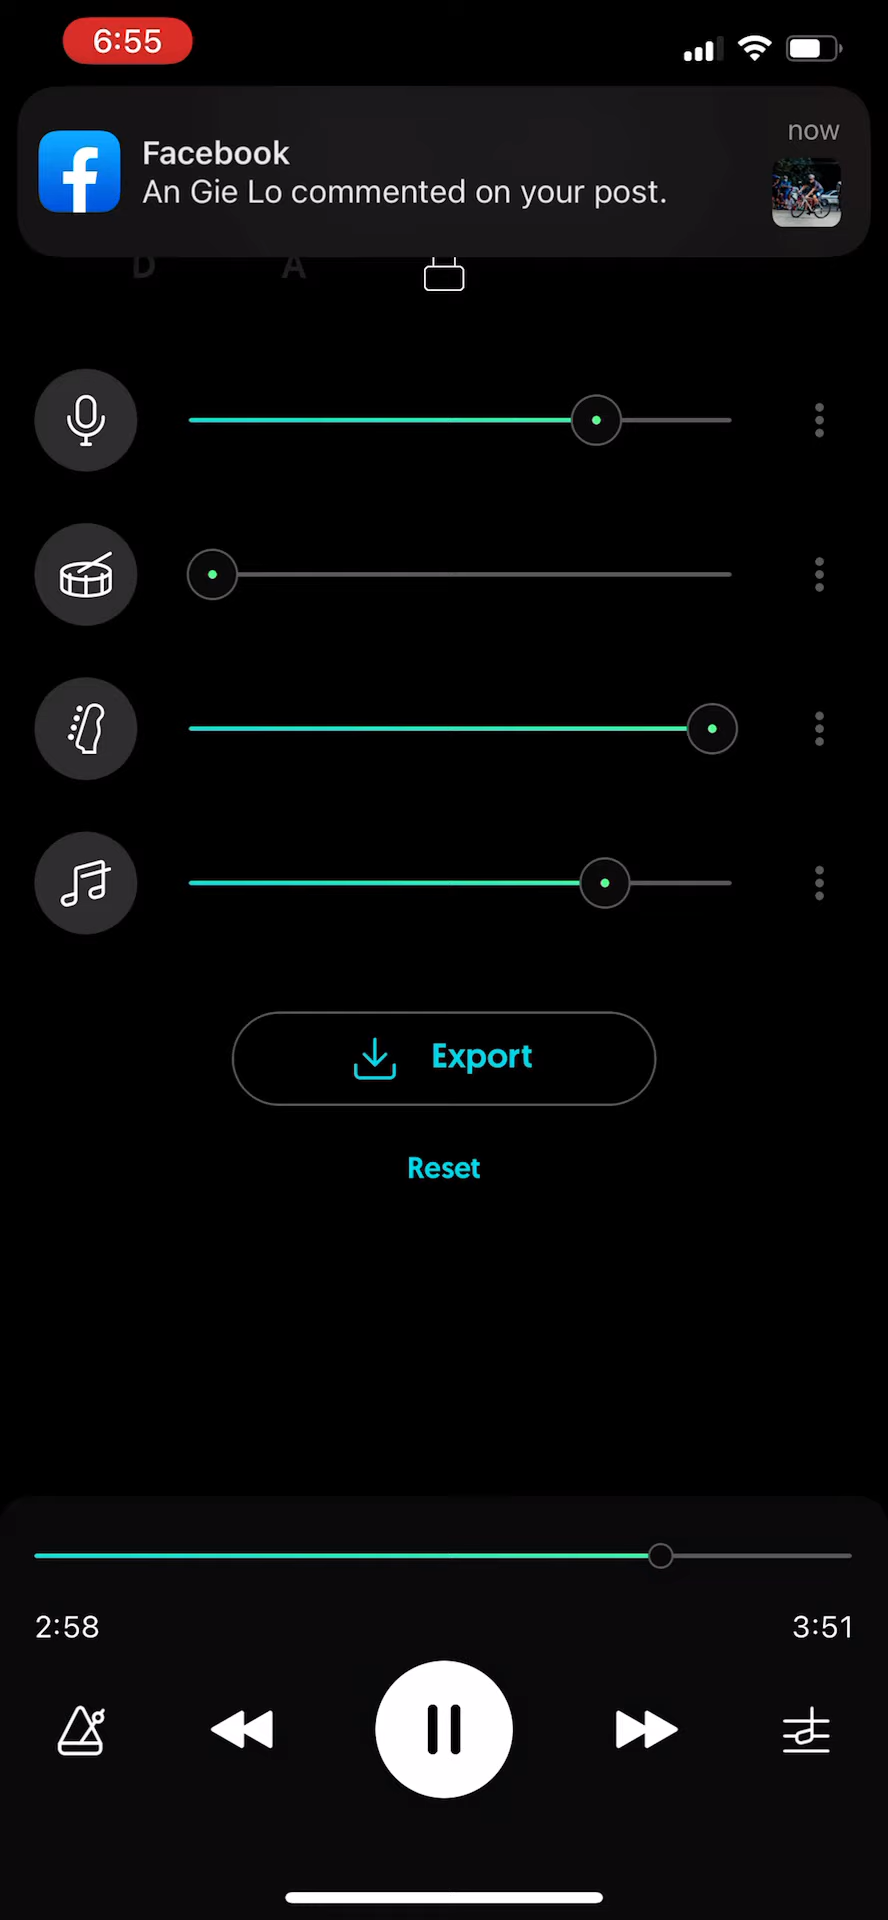 6:55
Facebook
now
An Gie Lo commented on your post.
D A
Export
Reset
2:58
3:51